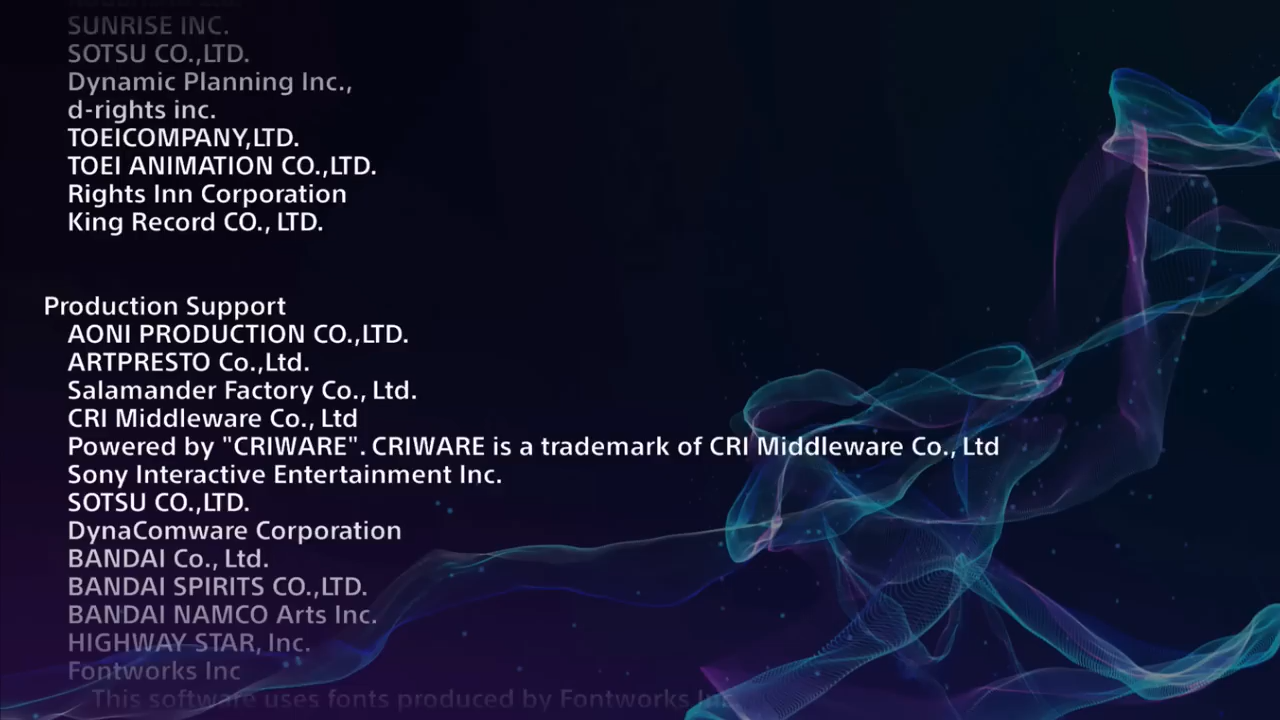 SUNRISE INC.
SOTSU CO.,LTD.
Dynamic Planning Inc.,
d-rights inc.
TOEICOMPANY,LTD.
TOEI ANIMATION CO.,LTD.
Rights Inn Corporation
King Record CO., LTD.
Production Support
AONI PRODUCTION CO.,LTD.
ARTPRESTO Co.,Ltd.
Salamander Factory Co., Ltd.
CRI Middleware Co., Ltd
Powered by "CRIWARE". CRIWARE is a trademark of CRI Middleware Co., Ltd
Sony Interactive Entertainment Inc.
SOTSU CO.,LTD.
DynaComware Corporation
BANDAI Co., Ltd.
BANDAI SPIRITS CO.,LTD.
BANDAI NAMCO Arts Inc.
HIGHWAY STAR, Inc.
Fontworks Inc
This software uses fonts produced by Fontworks Inc